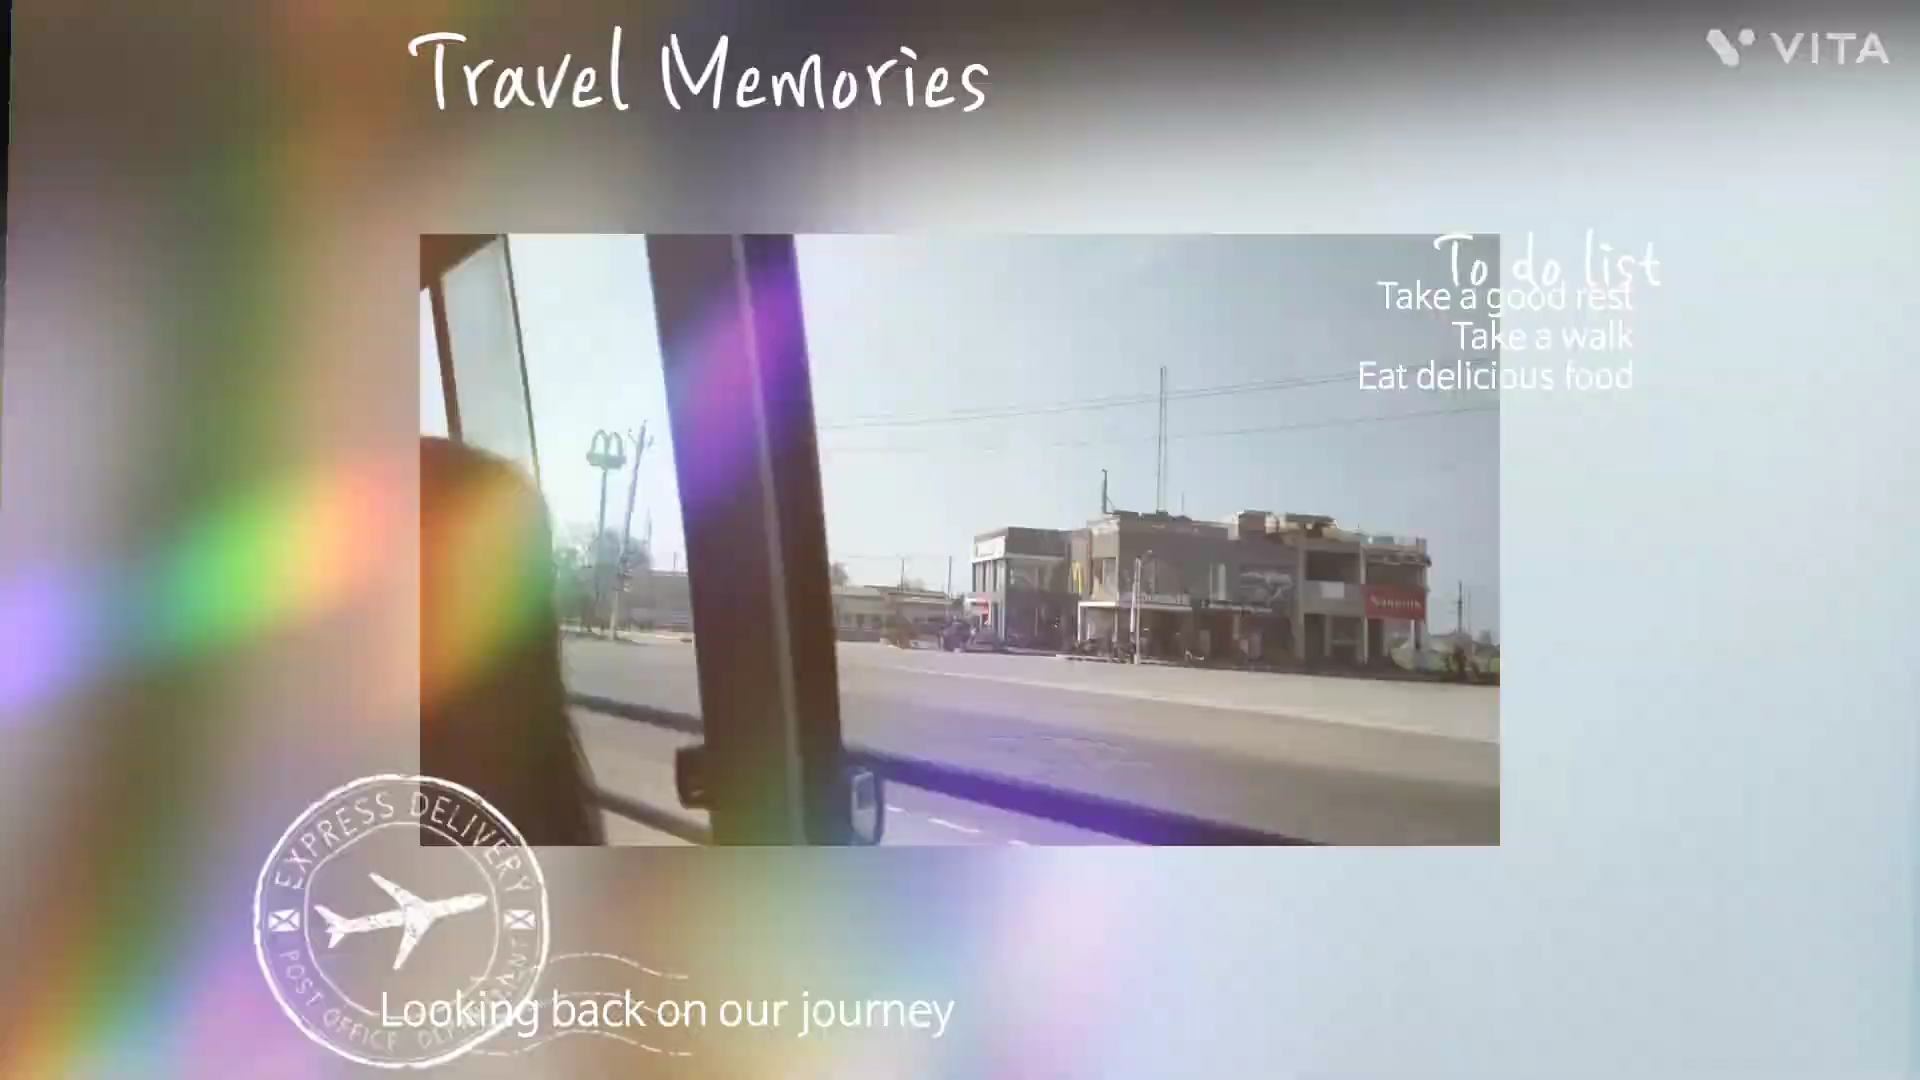 Travel Memories
VITA
To do list
Take a good rest
Take a walk
Eat delicious food
EXPRESS DELIVERY
POST OFFICE
Looking back on our journey